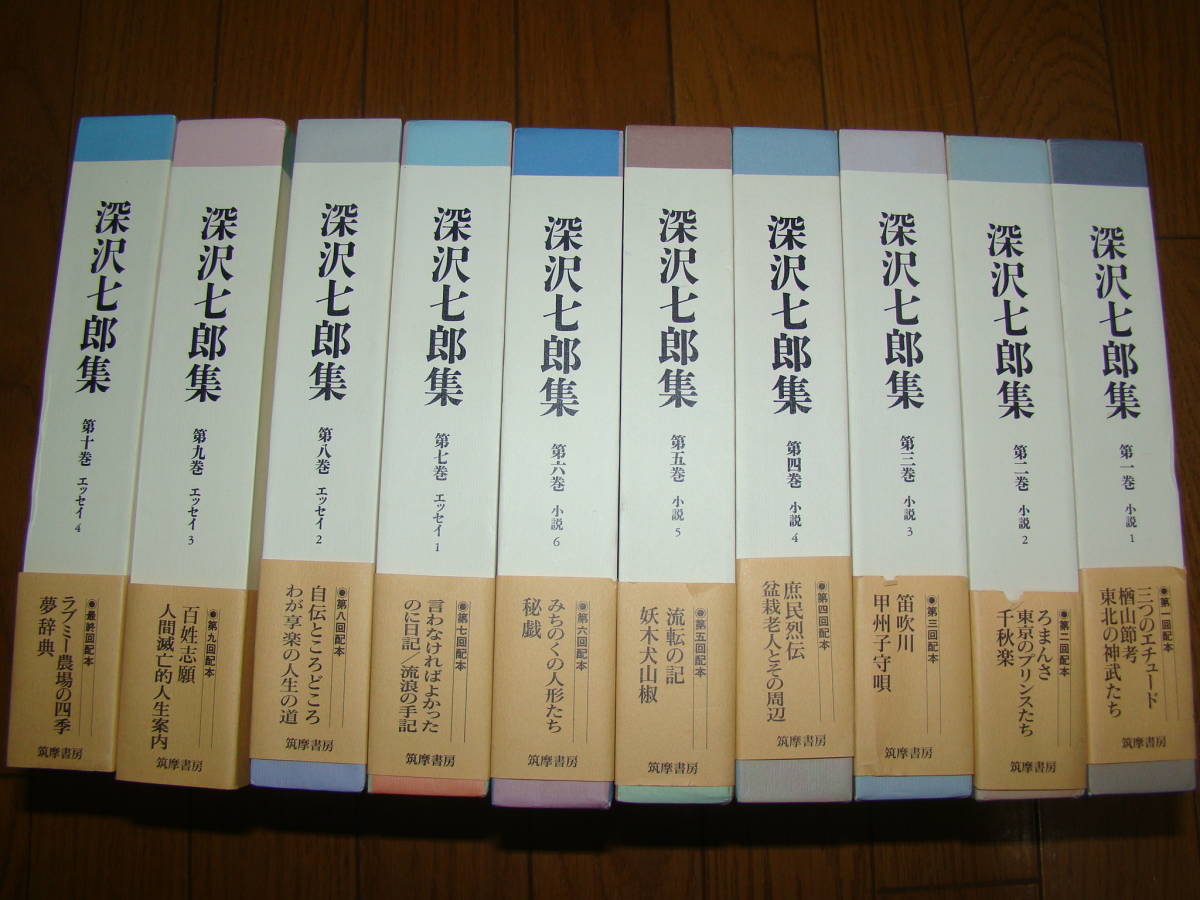 深沢七郎集
第一巻 小説 1
●第一回配本
三つのエチュード
楢山節考
東北の神武たち
筑摩書房
深沢七郎集
第二巻 小説 2
●第二回配本
ろまんさ
東京のプリンスたち
千秋楽
筑摩書房
深沢七郎集
第三巻 小説 3
●第三回配本
笛吹川
甲州子守唄
筑摩書房
深沢七郎集
第四巻 小説 4
●第四回配本
庶民烈伝
盆栽老人とその周辺
筑摩書房
深沢七郎集
第五巻 小説 5
●第五回配本
流転の記
妖木犬山椒
筑摩書房
深沢七郎集
第六巻 小説 6
●第六回配本
みちのくの人形たち
秘戯
筑摩書房
深沢七郎集
第七巻 エッセイ 1
●第七回配本
言わなければよかった
のに日記/流浪の手記
筑摩書房
深沢七郎集
第八巻 エッセイ 2
●第八回配本
自伝ところどころ
わが享楽の人生の道
筑摩書房
深沢七郎集
第九巻 エッセイ 3
●第九回配本
百姓志願
人間滅亡的人生案内
筑摩書房
深沢七郎集
第十巻 エッセイ 4
●最終回配本
ラブミー農場の四季
夢辞典
筑摩書房